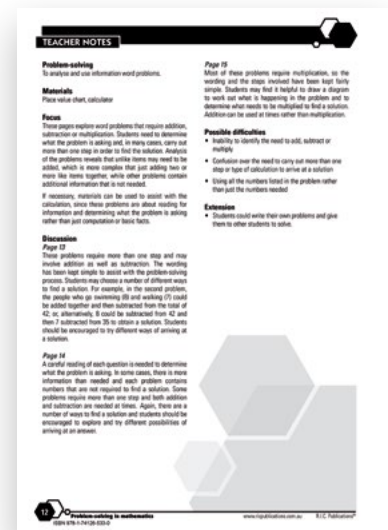 TEACHER NOTES
Problem-solving
To analyse and use information word problems.
Materials
Place value chart, calculator
Focus
These pages explore word problems that require addition,
subtraction or multiplication. Students need to determine
what the problem is asking and, in many cases, carry out
more than one step in order to find the solution. Analysis
of the problems reveals that unlike items may need to be
added, which is more complex that just adding two or
more like items together, while other problems contain
additional information that is not needed.
If necessary, materials can be used to assist with the
calculation, since these problems are about reading for
information and determining what the problem is asking
rather than just computation or basic facts.
Discussion
Page 13
These problems require more than one step and may
involve addition as well as subtraction. The wording
has been kept simple to assist with the problem-solving
process. Students may choose a number of different ways
to find a solution. For example, in the second problem,
the people who go swimming (8) and walking (7) could
be added together and then subtracted from the total of
42; or, alternatively, 8 could be subtracted from 42 and
then 7 subtracted from 35 to obtain a solution. Students
should be encouraged to try different ways of arriving at
a solution.
Page 14
A careful reading of each question is needed to determine
what the problem is asking. In some cases, there is more
information than needed and each problem contains
numbers that are not required to find a solution. Some
problems require more than one step and both addition
and subtraction are needed at times. Again, there are a
number of ways to find a solution and students should be
encouraged to explore and try different possibilities of
arriving at an answer.
Page 15
Most of these problems require multiplication, so the
wording and the steps involved have been kept fairly
simple. Students may find it helpful to draw a diagram
to work out what is happening in the problem and to
determine what needs to be multiplied to find a solution.
Addition can be used at times rather than multiplication.
Possible difficulties
• Inability to identify the need to add, subtract or
multiply
• Confusion over the need to carry out more than one
step or type of calculation to arrive at a solution
• Using all the numbers listed in the problem rather
than just the numbers needed
Extension
• Students could write their own problems and give
them to other students to solve.
12
Problem-solving in mathematics
www.ricpublications.com.au R.I.C. Publications®
ISBN 978-1-74126-533-0